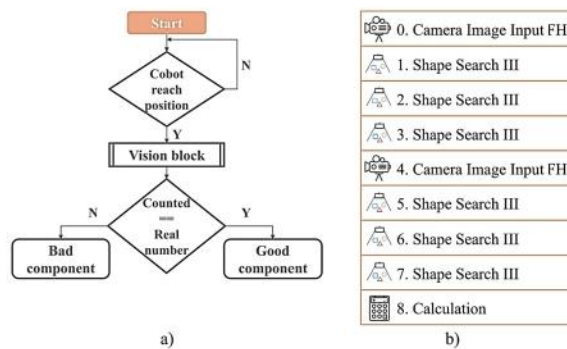 Start
N
Cobot
reach
position
Y
Vision block
N
Counted
==
Real
number
Y
Bad
component
Good
component
a)
0. Camera Image Input FH
1. Shape Search III
2. Shape Search III
3. Shape Search III
4. Camera Image Input FH
5. Shape Search III
6. Shape Search III
7. Shape Search III
8. Calculation
b)